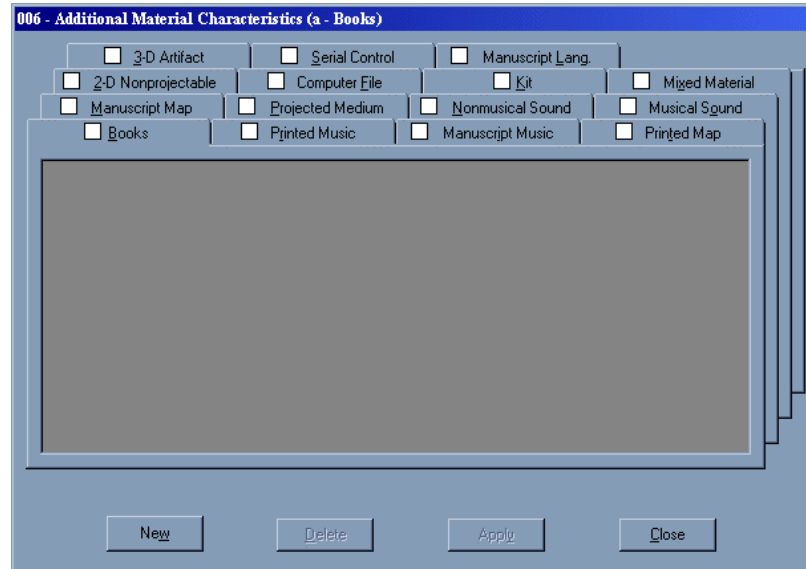 006 - Additional Material Characteristics (a - Books)
3-D Artifact Serial Control Manuscript Lang.
2-D Nonprojectable Computer File Kit Mixed Material
Manuscript Map Projected Medium Nonmusical Sound Musical Sound
Books Printed Music Manuscript Music Printed Map
New Delete Apply Close